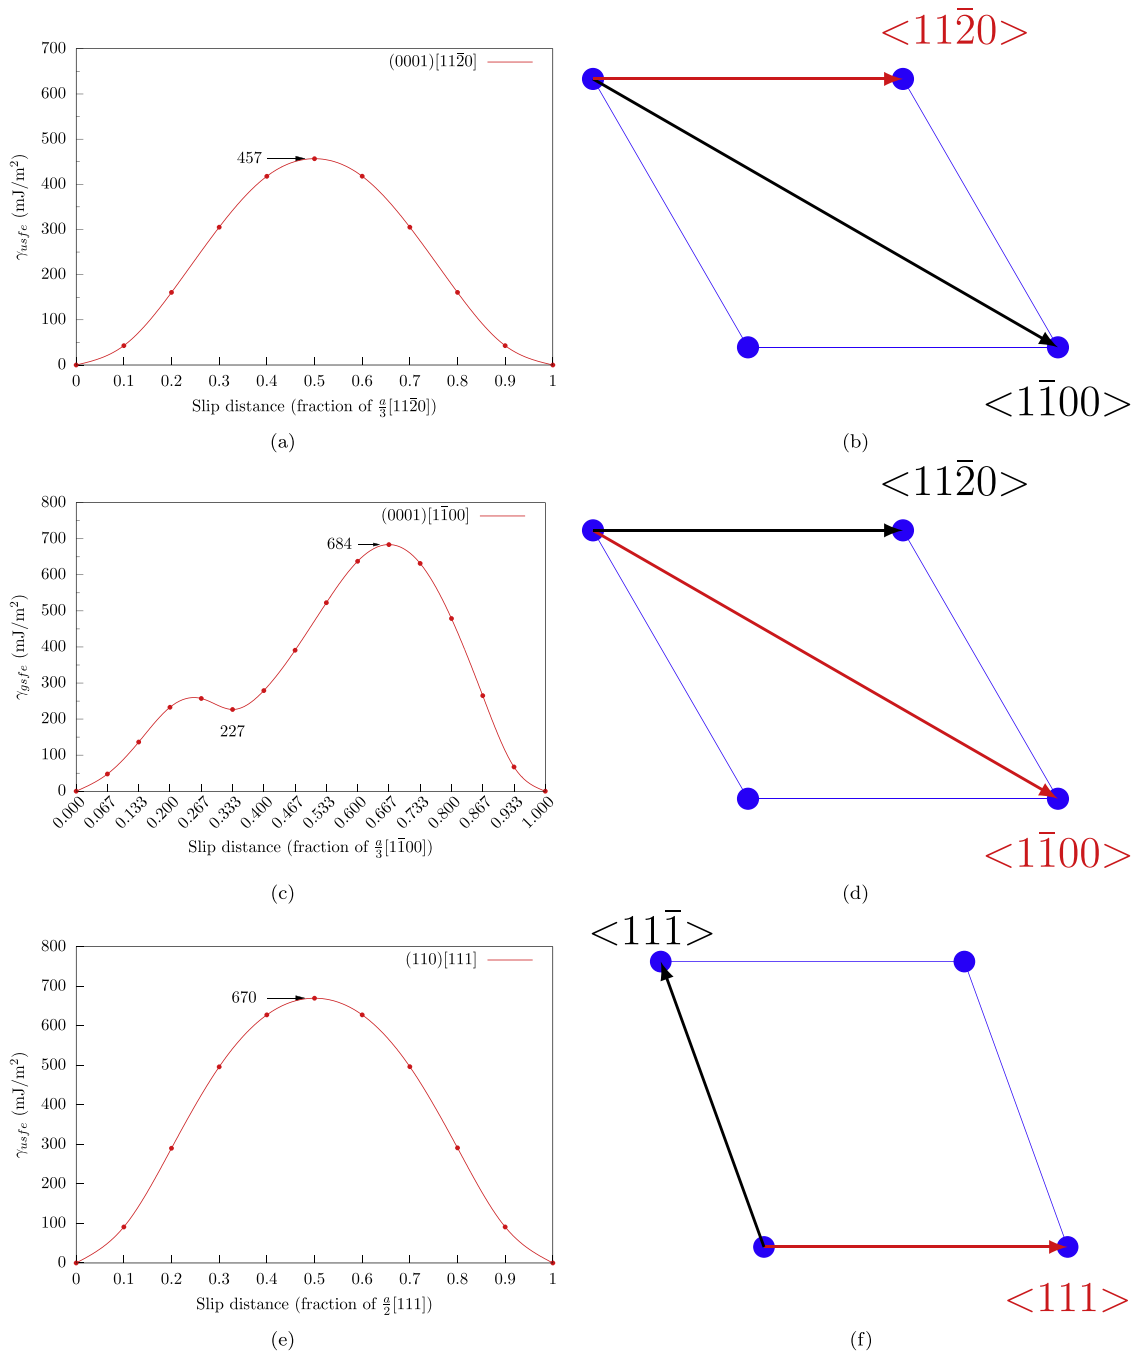 (0001)[112̅0]
700
600
500
400
300
200
100
0
457
γusfe (mJ/m²)
0 0.1 0.2 0.3 0.4 0.5 0.6 0.7 0.8 0.9 1
Slip distance (fraction of a/3[112̅0])
(a)
<112̅0>
<11̅00>
(b)
(0001)[11̅00]
800
700
600
500
400
300
200
100
0
684
227
γgsfe (mJ/m²)
0.000 0.067 0.133 0.200 0.267 0.333 0.400 0.467 0.533 0.600 0.667 0.733 0.800 0.867 0.933 1.000
Slip distance (fraction of a/3[11̅00])
(c)
<112̅0>
<11̅00>
(d)
(110)[111]
800
700
600
500
400
300
200
100
0
670
γusfe (mJ/m²)
0 0.1 0.2 0.3 0.4 0.5 0.6 0.7 0.8 0.9 1
Slip distance (fraction of a/2[111])
(e)
<111̅>
<111>
(f)